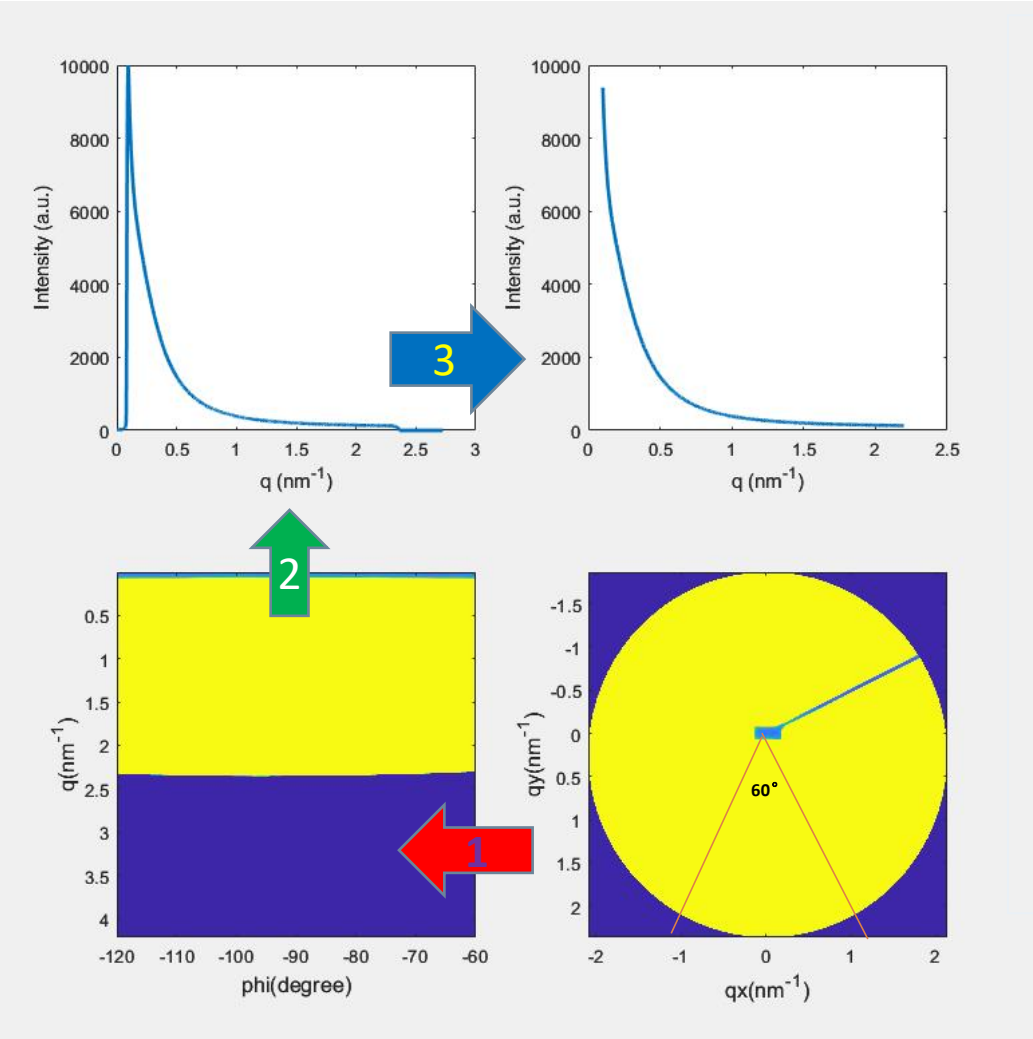 10000
8000
6000
4000
2000
0
Intensity (a.u.)
0 0.5 1 1.5 2 2.5 3
q (nm⁻¹)
3
10000
8000
6000
4000
2000
0
Intensity (a.u.)
0 0.5 1 1.5 2 2.5
q (nm⁻¹)
2
0.5
1
1.5
2
2.5
3
3.5
4
q(nm⁻¹)
-120 -110 -100 -90 -80 -70 -60
phi(degree)
1
-1.5
-1
-0.5
0
0.5
1
1.5
2
qy(nm⁻¹)
60°
-2 -1 0 1 2
qx(nm⁻¹)